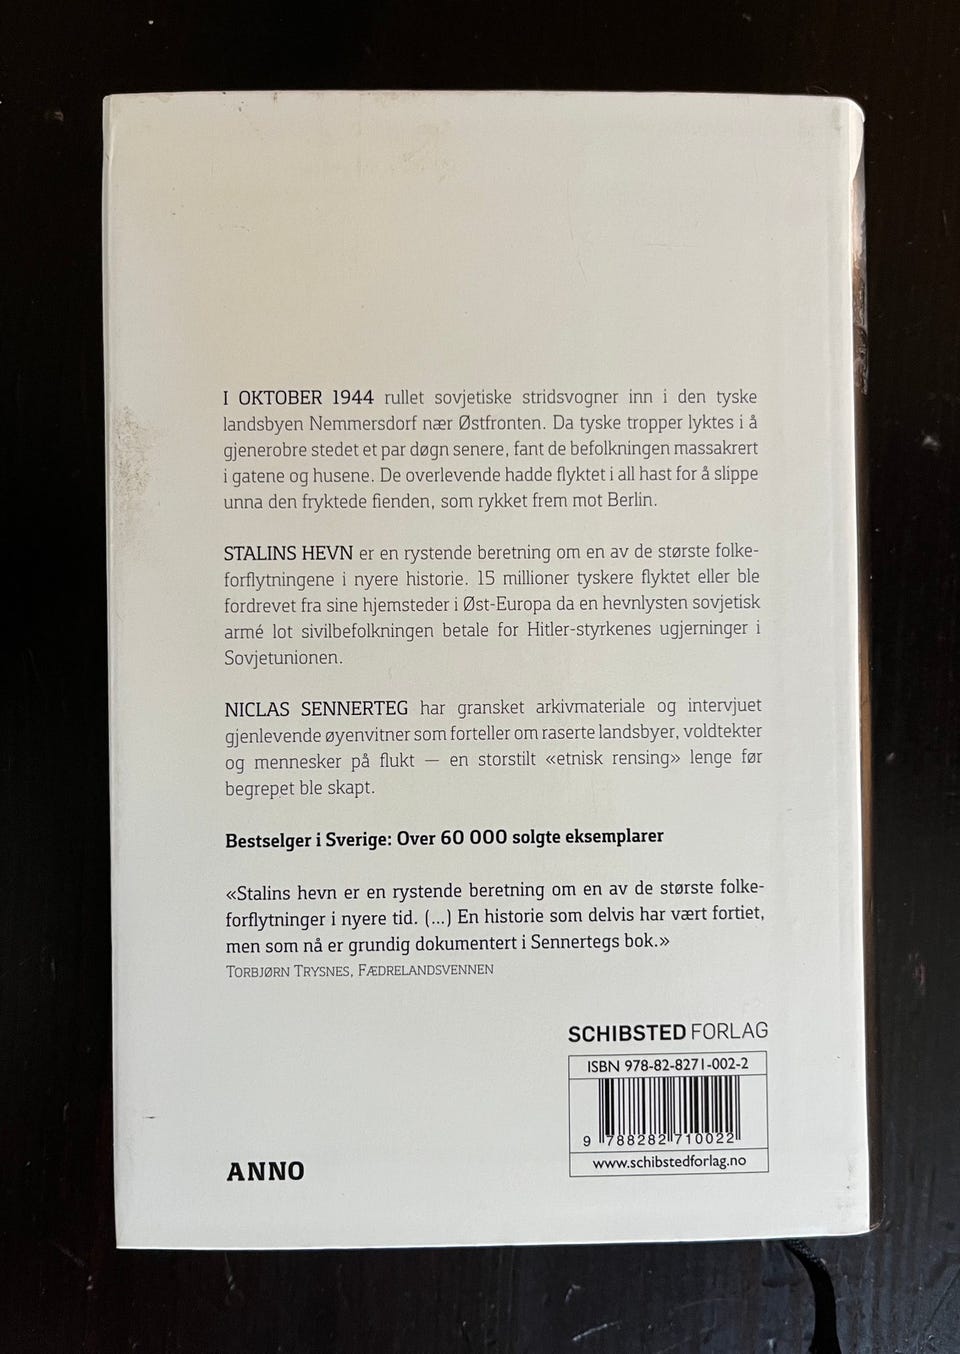 I OKTOBER 1944 rullet sovjetiske stridsvogner inn i den tyske
landsbyen Nemmersdorf nær Østfronten. Da tyske tropper lyktes i å
gjenerobre stedet et par døgn senere, fant de befolkningen massakrert
i gatene og husene. De overlevende hadde flyktet i all hast for å slippe
unna den fryktede fienden, som rykket frem mot Berlin.
STALINS HEVN er en rystende beretning om en av de største folke-
forflytningene i nyere historie. 15 millioner tyskere flyktet eller ble
fordrevet fra sine hjemsteder i Øst-Europa da en hevnlysten sovjetisk
armé lot sivilbefolkningen betale for Hitler-styrkenes ugjerninger i
Sovjetunionen.
NICLAS SENNERTEG har gransket arkivmateriale og intervjuet
gjenlevende øyenvitner som forteller om raserte landsbyer, voldtekter
og mennesker på flukt — en storstilt «etnisk rensing» lenge før
begrepet ble skapt.
Bestselger i Sverige: Over 60 000 solgte eksemplarer
«Stalins hevn er en rystende beretning om en av de største folke-
forflytninger i nyere tid. (...) En historie som delvis har vært fortiet,
men som nå er grundig dokumentert i Sennertegs bok.»
TORBJØRN TRYSNES, FÆDRELANDSVENNEN
SCHIBSTED FORLAG
ISBN 978-82-8271-002-2
9 788282 710022
www.schibstedforlag.no
ANNO